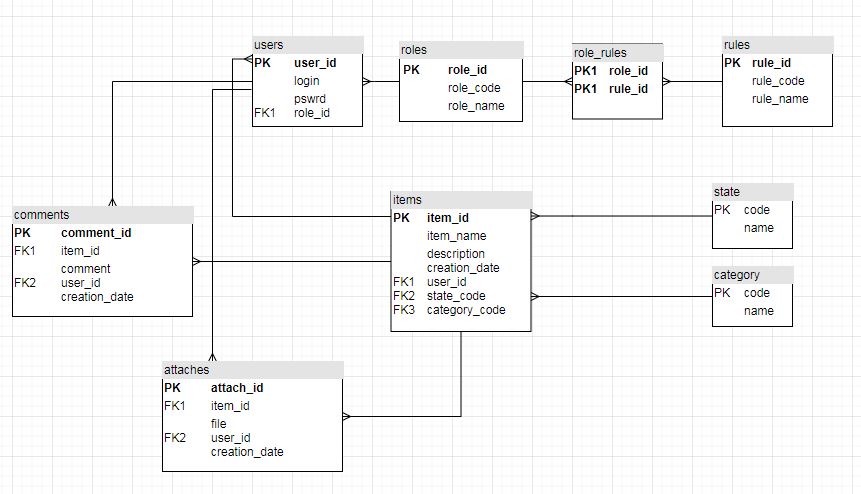 users
PK user_id
login
pswrd
FK1 role_id
roles
PK role_id
role_code
role_name
role_rules
PK1 role_id
PK1 rule_id
rules
PK rule_id
rule_code
rule_name
comments
PK comment_id
FK1 item_id
comment
FK2 user_id
creation_date
items
PK item_id
item_name
description
creation_date
FK1 user_id
FK2 state_code
FK3 category_code
state
PK code
name
category
PK code
name
attaches
PK attach_id
FK1 item_id
file
FK2 user_id
creation_date